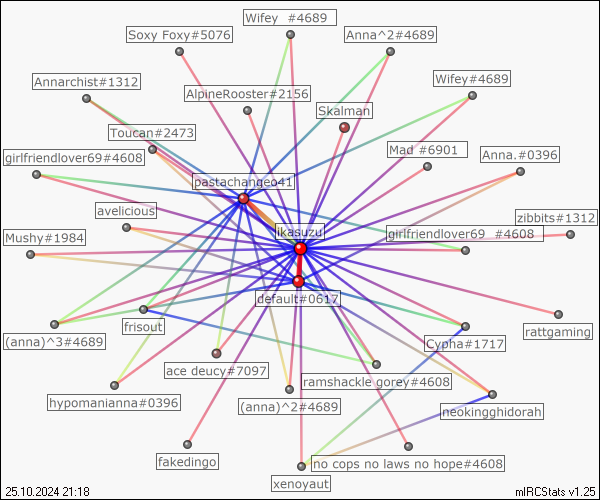 Wifey #4689
Soxy Foxy#5076
Anna^2#4689
Annarchist#1312
Wifey#4689
AlpineRooster#2156
Skalman
Toucan#2473
girlfriendlover69#4608
Mad #6901
Anna.#0396
pastachangeo41
avelicious
zibbits#1312
ikasuzu
girlfriendlover69 #4608
Mushy#1984
default#0617
frisout
rattgaming
(anna)^3#4689
Cypha#1717
ace deucy#7097
ramshackle gorey#4608
hypomanianna#0396
(anna)^2#4689
neokingghidorah
fakedingo
no cops no laws no hope#4608
xenoyaut
25.10.2024 21:18
mIRCStats v1.25